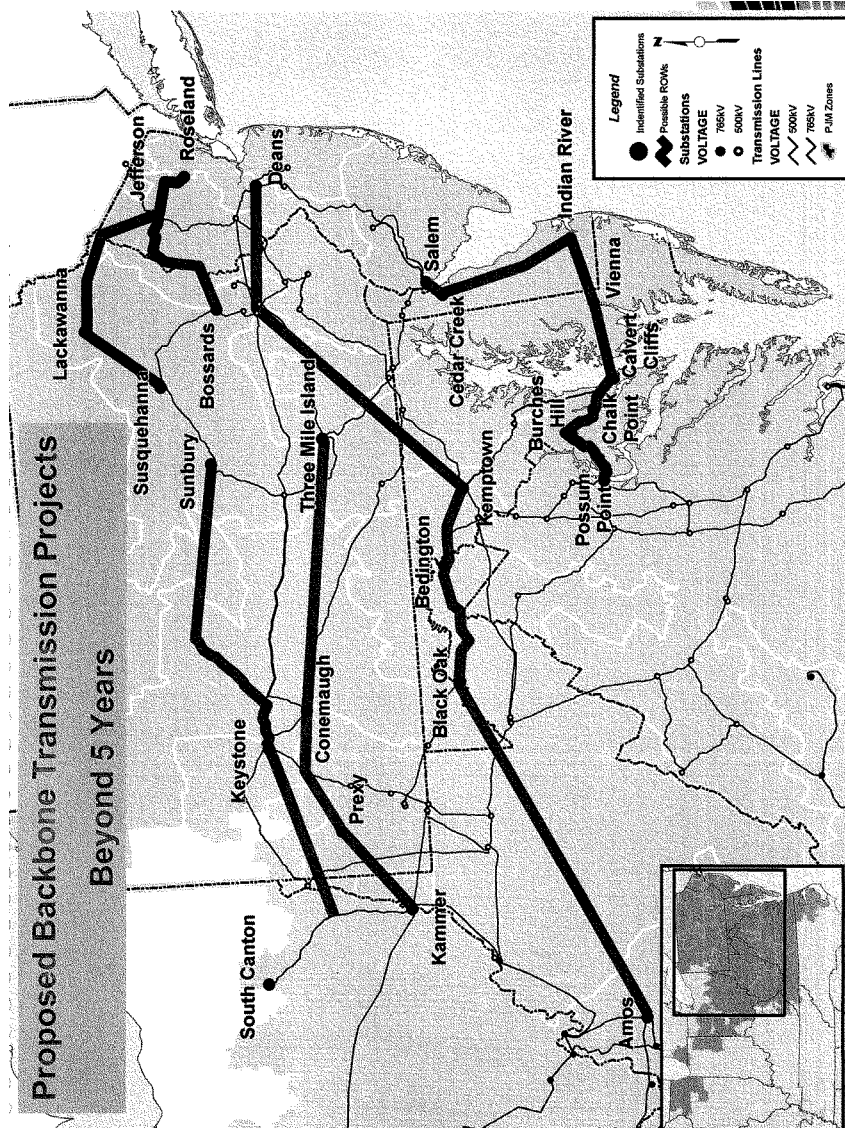 Proposed Backbone Transmission Projects
Beyond 5 Years
South Canton
Keystone
Sunbury
Susquehanna
Lackawanna
Jefferson
Roseland
Bossards
Deans
Kammer
Prexy
Conemaugh
Three Mile Island
Salem
Cedar Creek
Indian River
Vienna
Amos
Black Oak
Bedington
Kemptown
Burches
Hill
Chalk
Point
Calvert
Cliffs
Possum
Point
Legend
Indentified Substations
Possible ROWs
Substations
VOLTAGE
765kV
500kV
Transmission Lines
VOLTAGE
500kV
765kV
PJM Zones
N